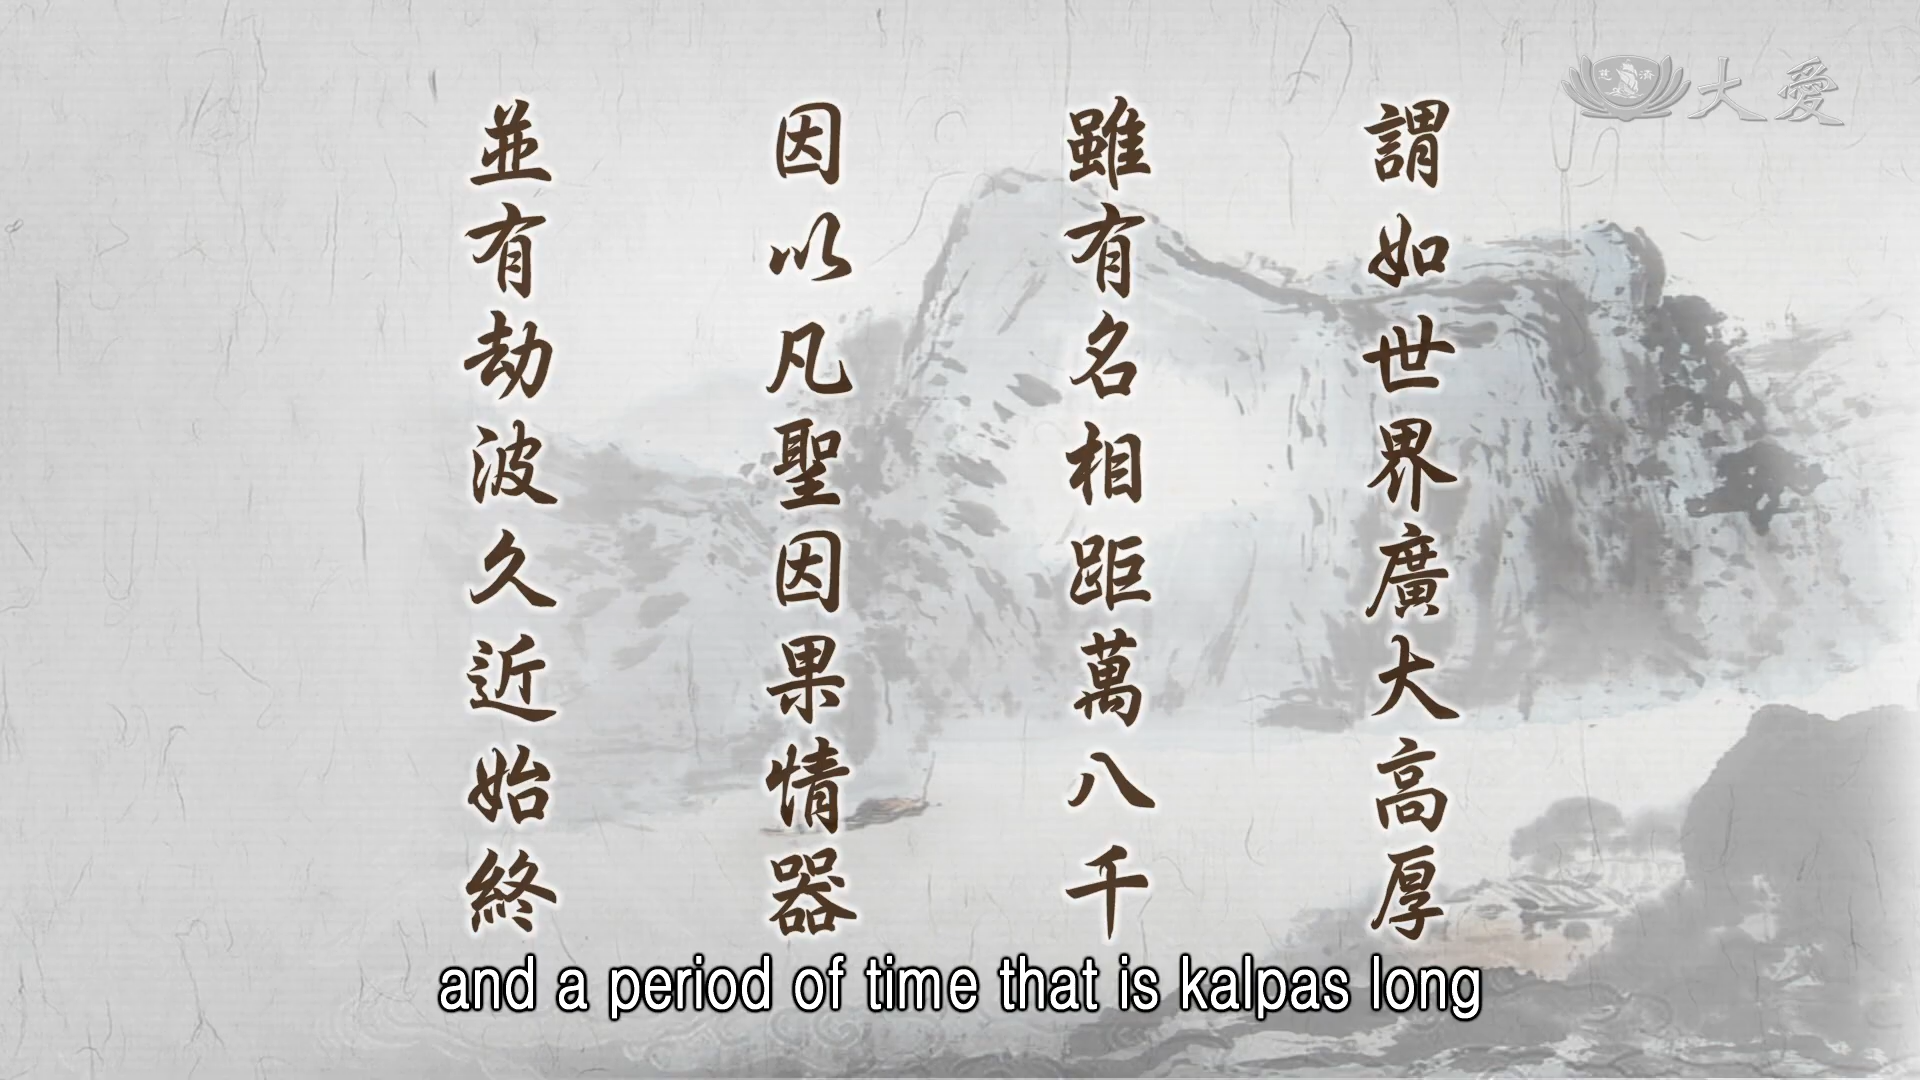 謂如世界廣大高厚
雖有名相距萬八千
因以凡聖因果情器
並有劫波久近始終
and a period of time that is kalpas long
慈濟
大愛